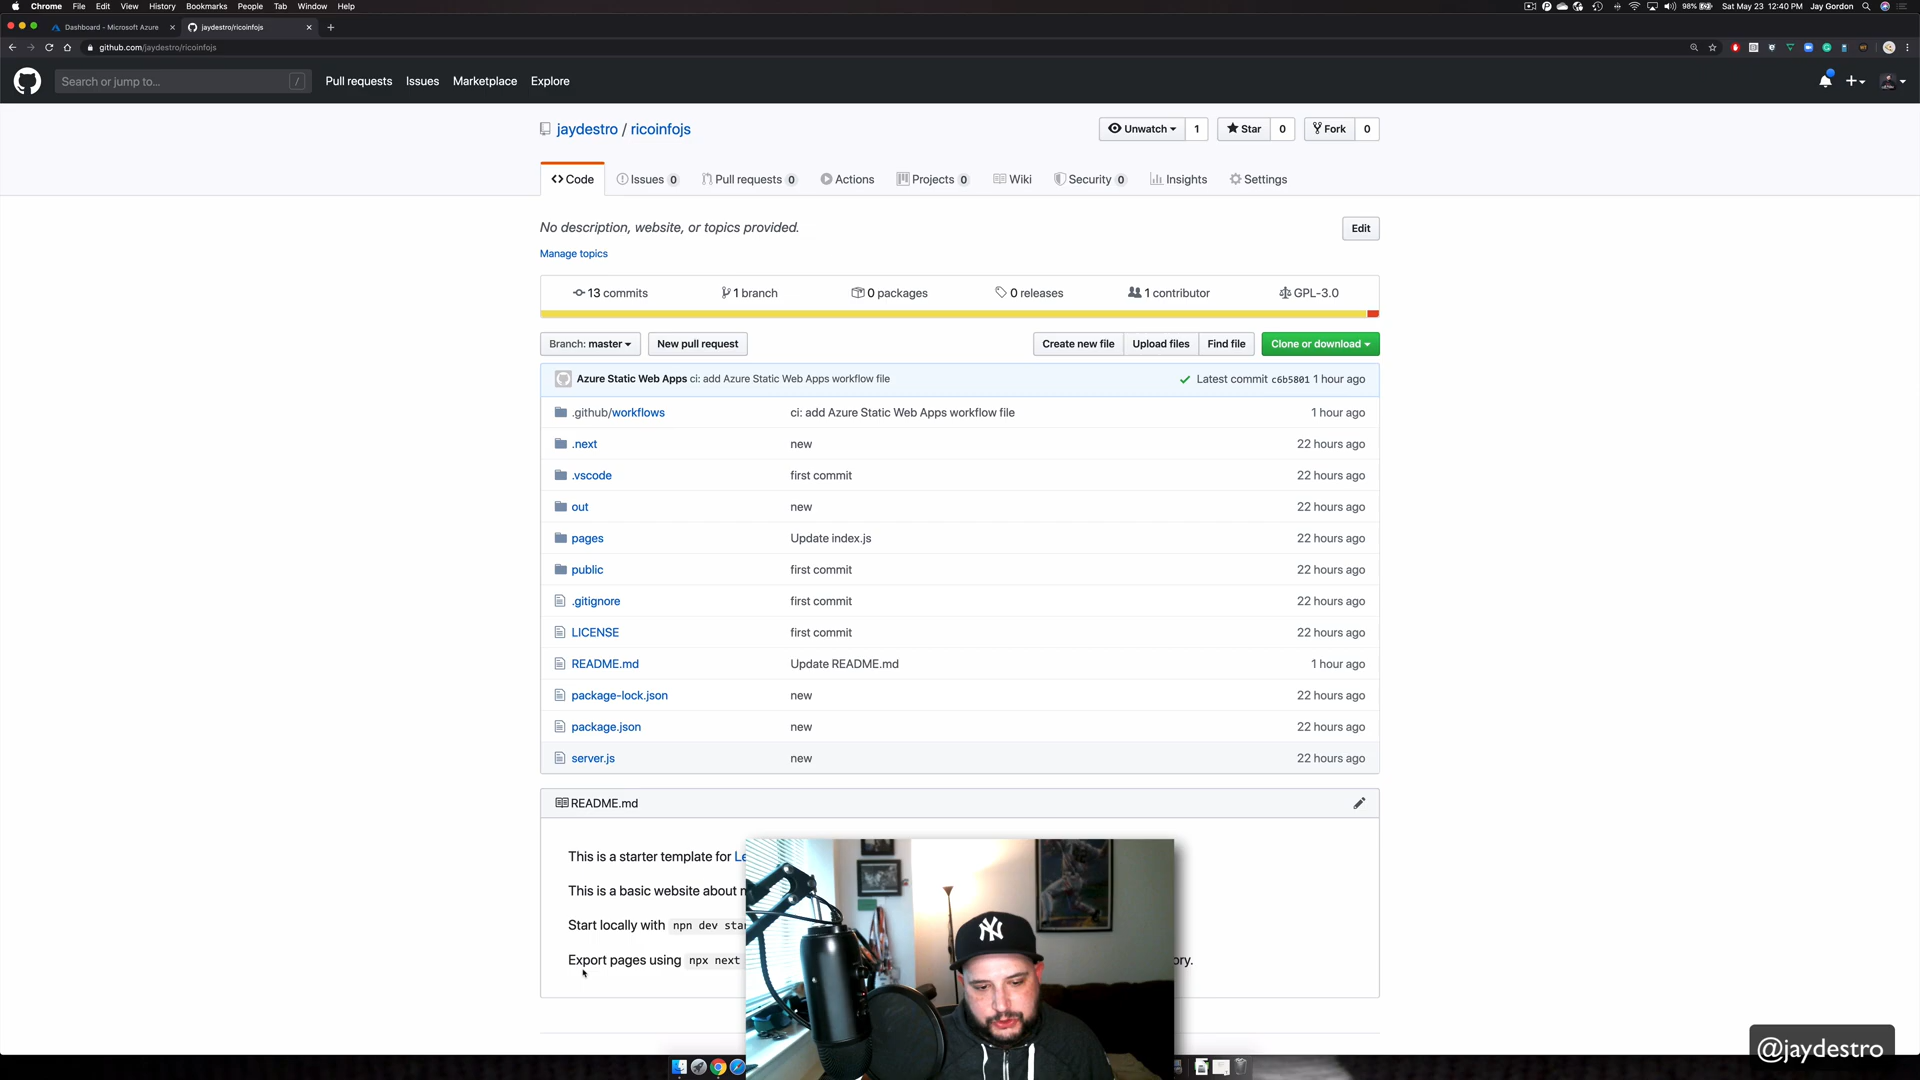 Chrome File Edit View History Bookmarks People Tab Window Help
98% Sat May 23 12:40 PM Jay Gordon
Dashboard - Microsoft Azure
jaydestro/ricoinfojs
github.com/jaydestro/ricoinfojs
Search or jump to... /
Pull requests Issues Marketplace Explore
jaydestro / ricoinfojs
Unwatch 1 Star 0 Fork 0
Code Issues 0 Pull requests 0 Actions Projects 0 Wiki Security 0 Insights Settings
No description, website, or topics provided.
Edit
Manage topics
13 commits 1 branch 0 packages 0 releases 1 contributor GPL-3.0
Branch: master New pull request Create new file Upload files Find file Clone or download
Azure Static Web Apps ci: add Azure Static Web Apps workflow file Latest commit c6b5801 1 hour ago
.github/workflows ci: add Azure Static Web Apps workflow file 1 hour ago
.next new 22 hours ago
.vscode first commit 22 hours ago
out new 22 hours ago
pages Update index.js 22 hours ago
public first commit 22 hours ago
.gitignore first commit 22 hours ago
LICENSE first commit 22 hours ago
README.md Update README.md 1 hour ago
package-lock.json new 22 hours ago
package.json new 22 hours ago
server.js new 22 hours ago
README.md
This is a starter template for Le
This is a basic website about
Start locally with npn dev star
Export pages using npx next ory.
NY
@jaydestro